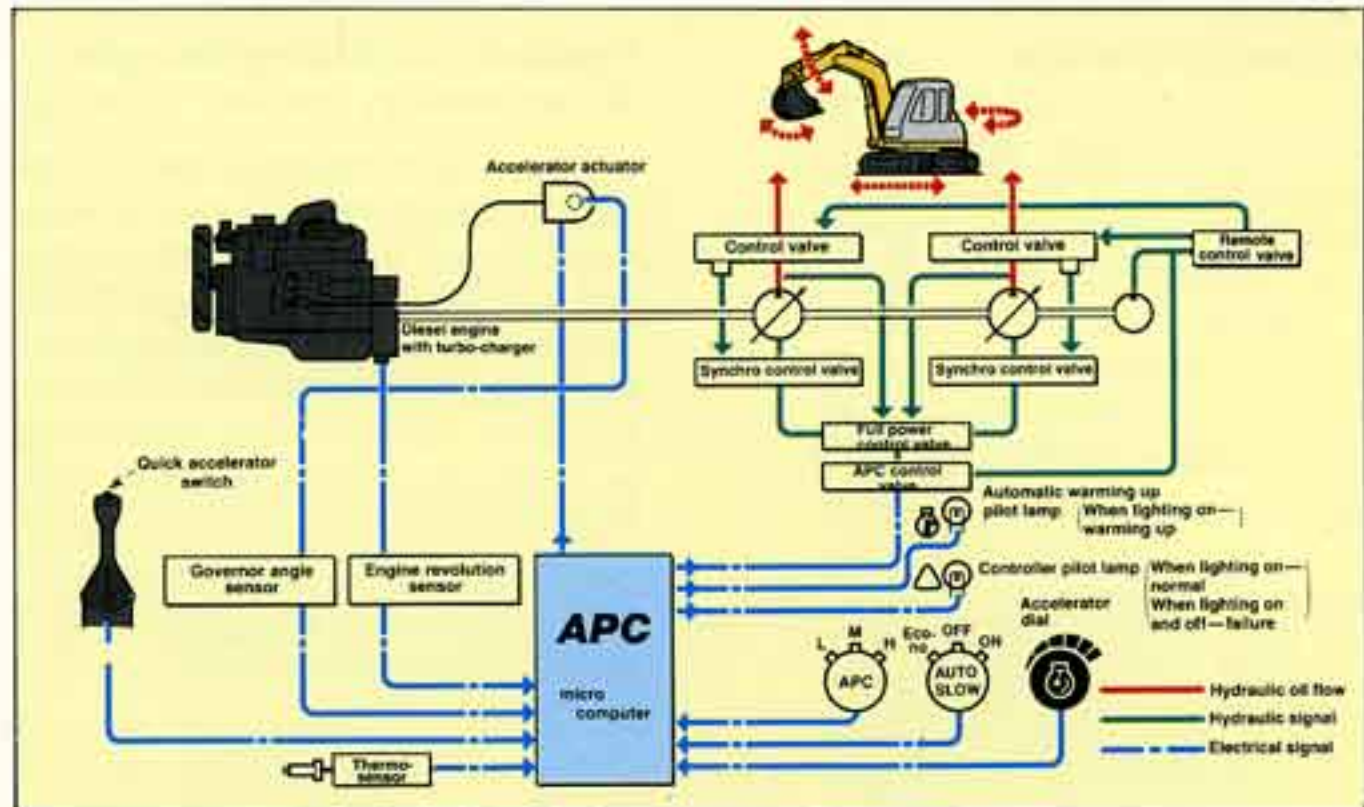 Accelerator actuator
Control valve
Control valve
Remote
control valve
Diesel engine
with turbo-charger
Synchro control valve
Synchro control valve
Full power
control valve
APC control
valve
Quick accelerator
switch
Automatic warming up
pilot lamp
When lighting on—
warming up
Governor angle
sensor
Engine revolution
sensor
Controller pilot lamp
When lighting on—
normal
When lighting on
and off—failure
APC
micro
computer
Accelerator
dial
L
M
H
APC
Eco-
no
OFF
ON
AUTO
SLOW
Thermo-
sensor
Hydraulic oil flow
Hydraulic signal
Electrical signal